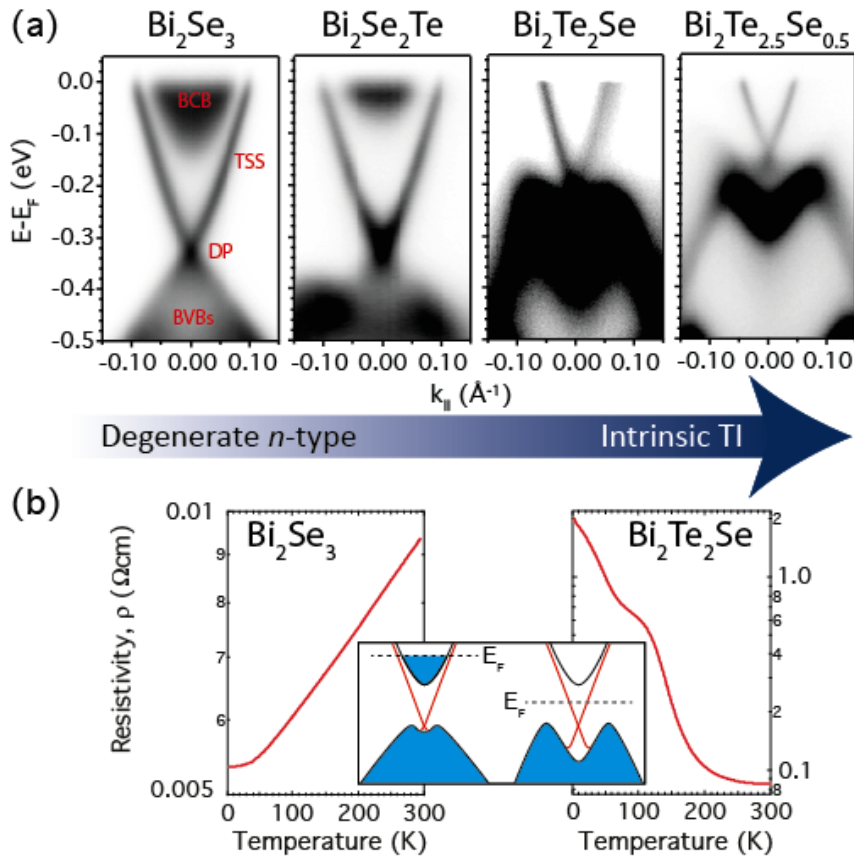 (a)
Bi₂Se₃ Bi₂Se₂Te Bi₂Te₂Se Bi₂Te₂.₅Se₀.₅
E-E_F (eV)
0.0
-0.1
-0.2
-0.3
-0.4
-0.5
BCB
TSS
DP
BVBs
-0.10 0.00 0.10 -0.10 0.00 0.10 -0.10 0.00 0.10 -0.10 0.00 0.10
k_|| (Å⁻¹)
Degenerate n-type Intrinsic TI
(b)
Resistivity, ρ (Ωcm)
0.01
9
8
7
6
0.005
Bi₂Se₃
0 100 200 300
Temperature (K)
E_F
E_F
Bi₂Te₂Se
2
1.0
8
6
4
2
0.1
8
0 100 200 300
Temperature (K)